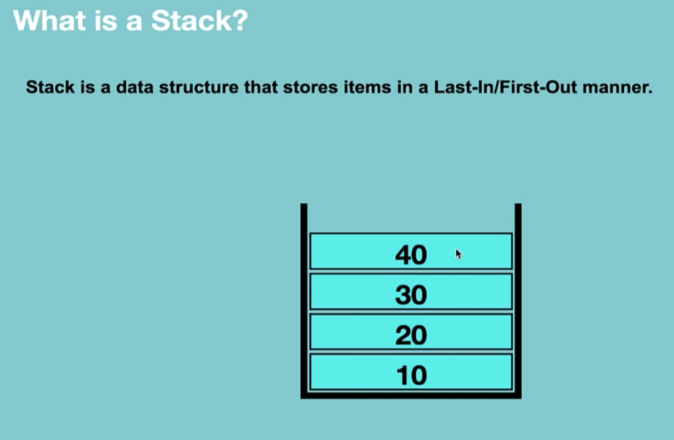 What is a Stack?
Stack is a data structure that stores items in a Last-In/First-Out manner.
40
30
20
10